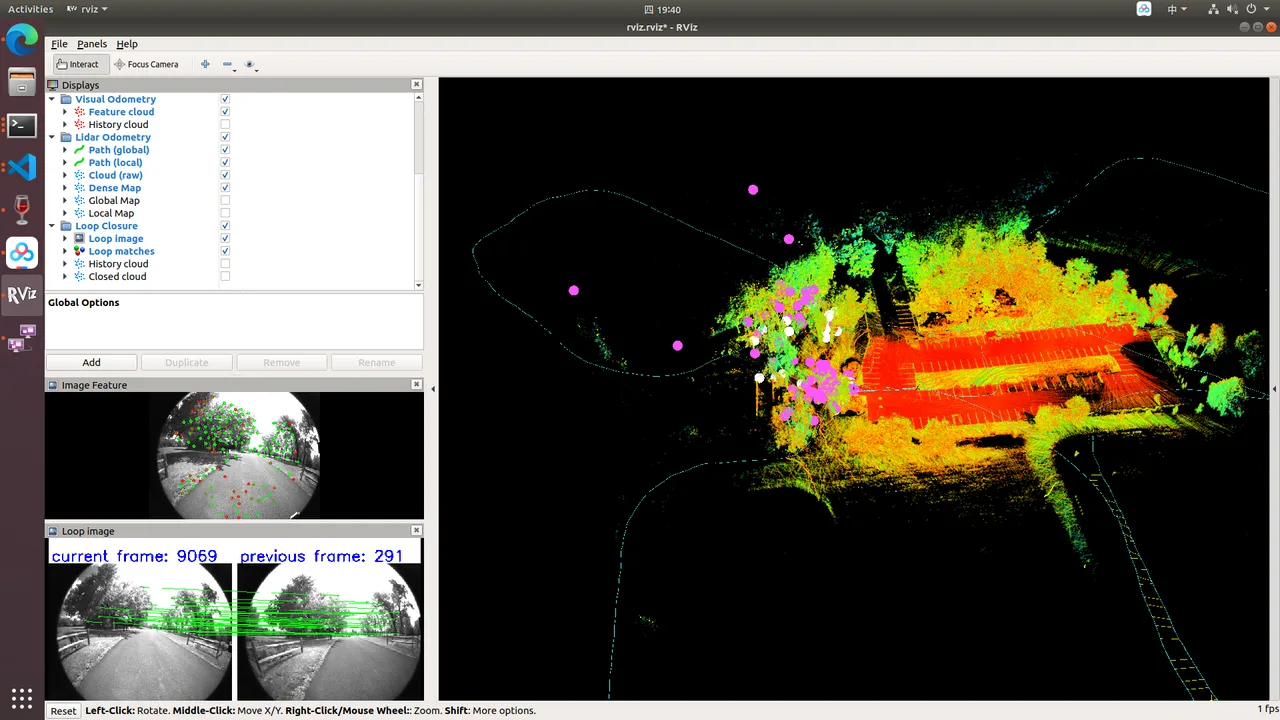 Activities rviz 四 19:40 中
rviz.rviz* - RViz
File Panels Help
Interact Focus Camera
Displays
Visual Odometry
Feature cloud
History cloud
Lidar Odometry
Path (global)
Path (local)
Cloud (raw)
Dense Map
Global Map
Local Map
Loop Closure
Loop image
Loop matches
History cloud
Closed cloud
Global Options
Add Duplicate Remove Rename
Image Feature
Loop image
current frame: 9069 previous frame: 291
RViz
Reset Left-Click: Rotate. Middle-Click: Move X/Y. Right-Click/Mouse Wheel:: Zoom. Shift: More options. 1 fps